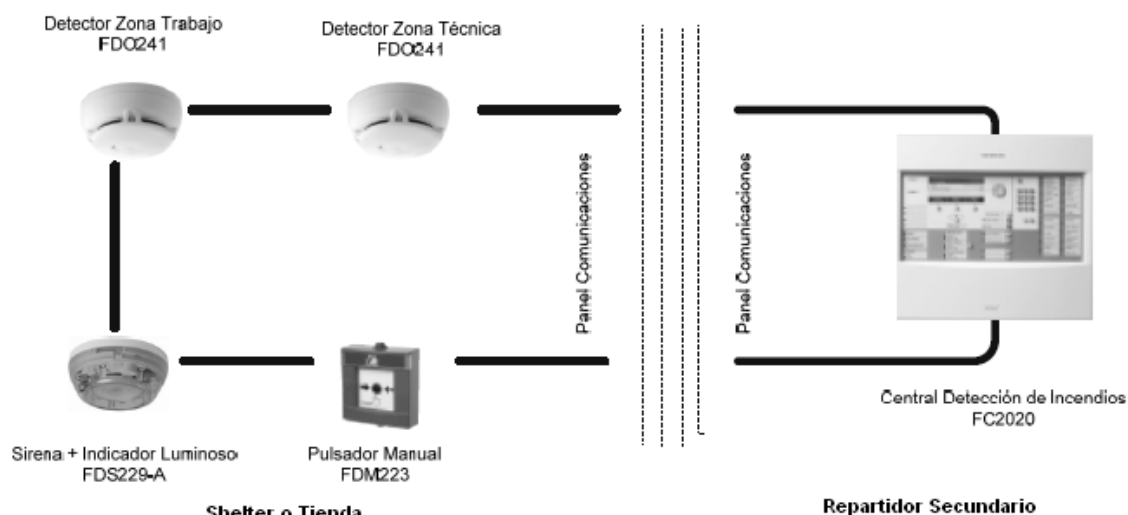 Detector Zona Trabajo
FDO241
Detector Zona Técnica
FDO241
Panel Comunicaciones
Panel Comunicaciones
Central Detección de Incendios
FC2020
Sirena + Indicador Luminoso
FDS229-A
Pulsador Manual
FDM223
Shelter o Tienda
Repartidor Secundario